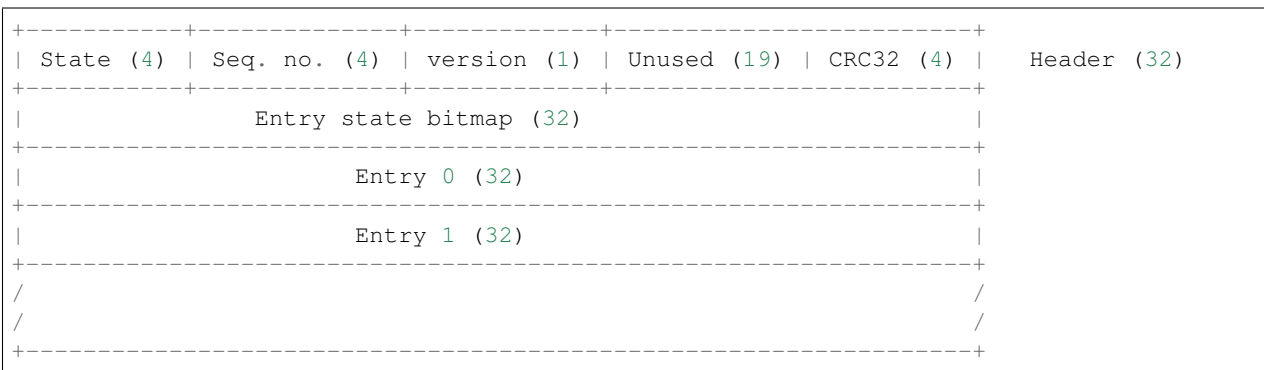 +-----------+--------------+-------------+-------------------------+
| State (4) | Seq. no. (4) | version (1) | Unused (19) | CRC32 (4) | Header (32)
+-----------+--------------+-------------+-------------------------+
| Entry state bitmap (32) |
+------------------------------------------------------------------+
| Entry 0 (32) |
+------------------------------------------------------------------+
| Entry 1 (32) |
+------------------------------------------------------------------+
/ /
/ /
+------------------------------------------------------------------+